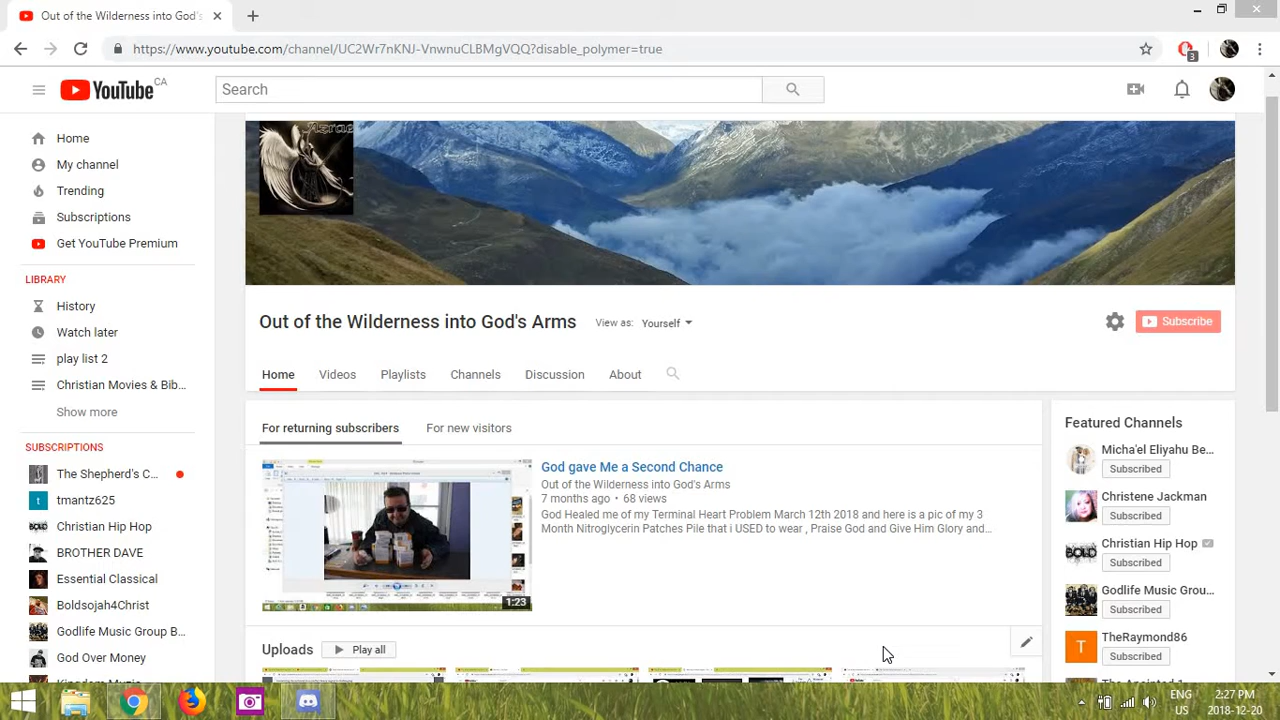 Out of the Wilderness into God's
https://www.youtube.com/channel/UC2Wr7nKNJ-VnwnuCLBMgVQQ?disable_polymer=true
3
YouTube CA
Search
Home
My channel
Trending
Subscriptions
Get YouTube Premium
LIBRARY
History
Watch later
play list 2
Christian Movies & Bib...
Show more
SUBSCRIPTIONS
The Shepherd's C...
t tmantz625
Christian Hip Hop
BROTHER DAVE
Essential Classical
Boldsojah4Christ
Godlife Music Group B...
God Over Money
Azrael
Out of the Wilderness into God's Arms
View as: Yourself
Subscribe
Home Videos Playlists Channels Discussion About
For returning subscribers For new visitors
God gave Me a Second Chance
Out of the Wilderness into God's Arms
7 months ago • 68 views
God Healed me of my Terminal Heart Problem March 12th 2018 and here is a pic of my 3
Month Nitroglycerin Patches Pile that i USED to wear , Praise God and Give Him Glory and...
1:23
Uploads Play all
Featured Channels
Micha'el Eliyahu Be...
Subscribed
Christene Jackman
Subscribed
BOLD
Christian Hip Hop
Subscribed
Godlife Music Grou...
Subscribed
T TheRaymond86
Subscribed
ENG
US
2:27 PM
2018-12-20